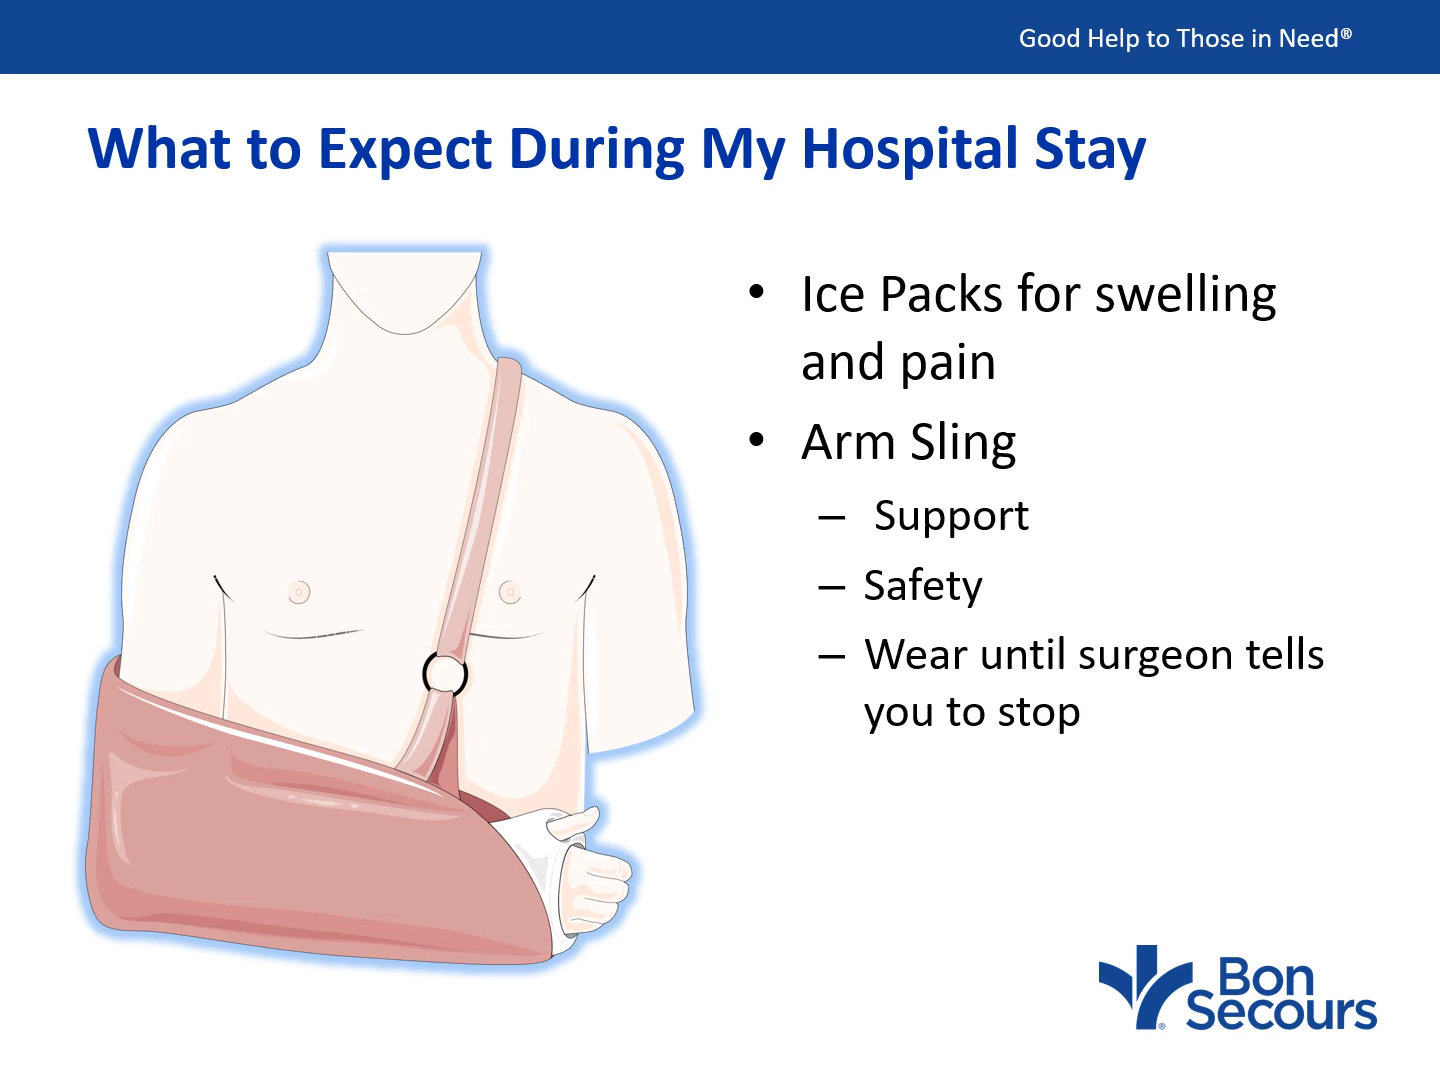 Good Help to Those in Need®
What to Expect During My Hospital Stay
• Ice Packs for swelling
and pain
• Arm Sling
– Support
– Safety
– Wear until surgeon tells
you to stop
Bon
Secours
®